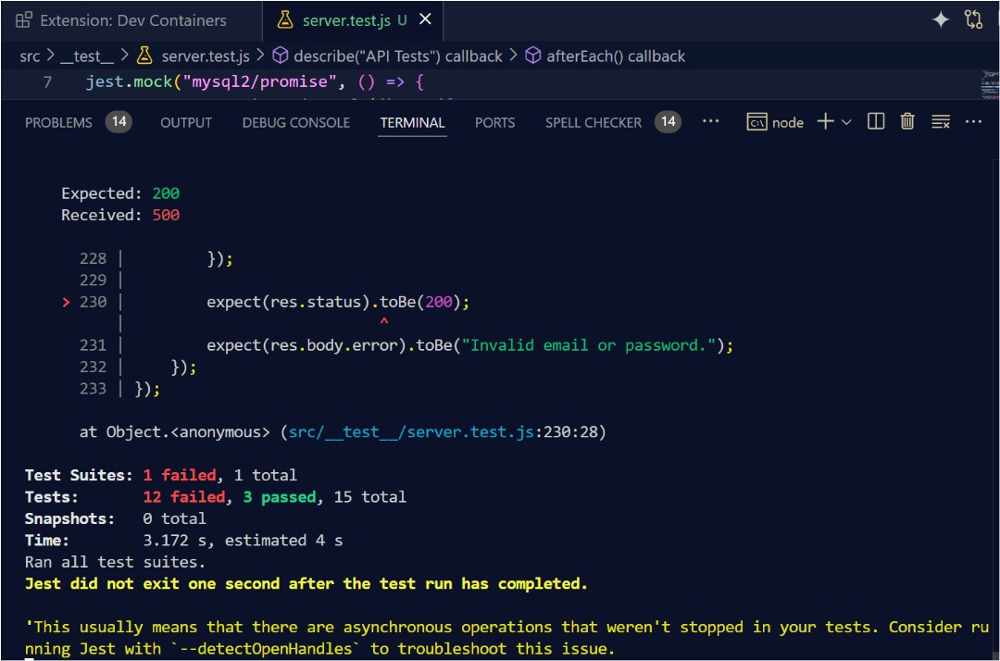 Extension: Dev Containers server.test.js U
src > __test__ > server.test.js > describe("API Tests") callback > afterEach() callback
7 jest.mock("mysql2/promise", () => {
PROBLEMS 14 OUTPUT DEBUG CONSOLE TERMINAL PORTS SPELL CHECKER 14 ... node
Expected: 200
Received: 500
228 | });
229 |
> 230 | expect(res.status).toBe(200);
| ^
231 | expect(res.body.error).toBe("Invalid email or password.");
232 | });
233 | });
at Object.<anonymous> (src/__test__/server.test.js:230:28)
Test Suites: 1 failed, 1 total
Tests: 12 failed, 3 passed, 15 total
Snapshots: 0 total
Time: 3.172 s, estimated 4 s
Ran all test suites.
Jest did not exit one second after the test run has completed.
'This usually means that there are asynchronous operations that weren't stopped in your tests. Consider ru
nning Jest with `--detectOpenHandles` to troubleshoot this issue.